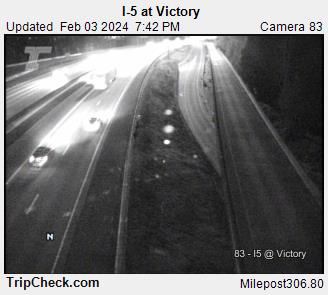 I-5 at Victory
Updated Feb 03 2024 7:42 PM Camera 83
T
N
83 - I5 @ Victory
TripCheck.com Milepost306.80